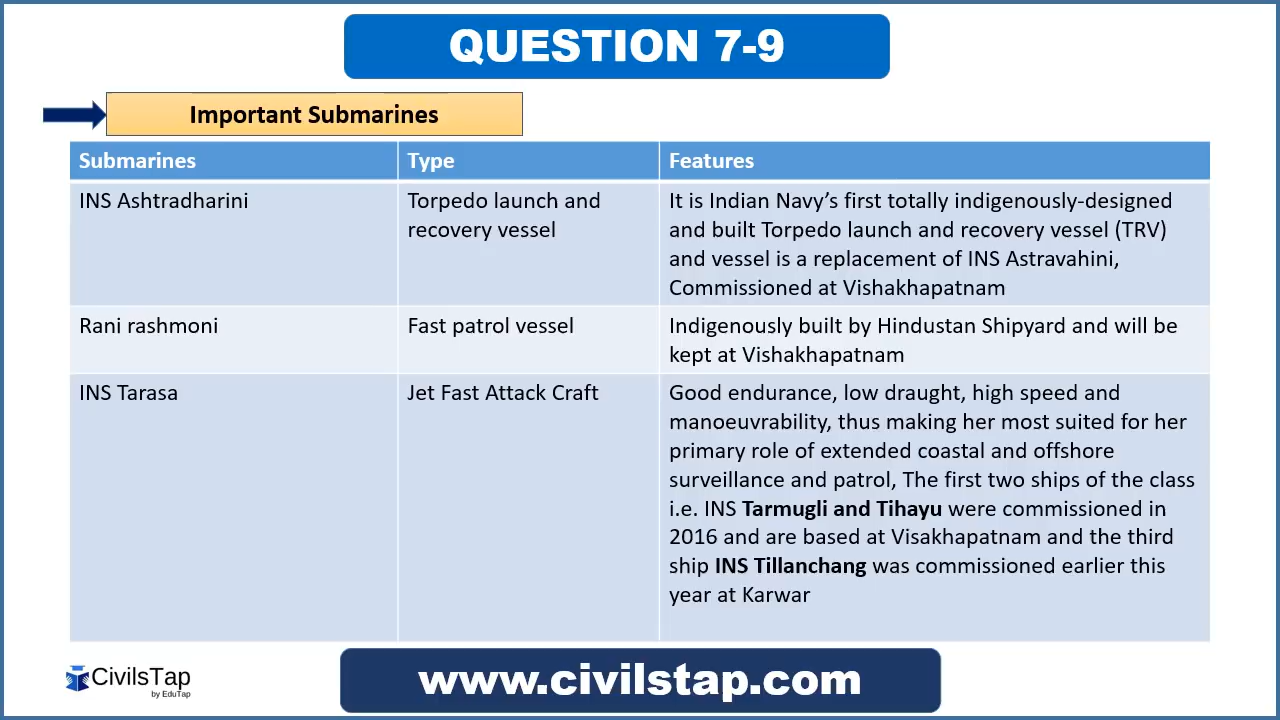 QUESTION 7-9
Important Submarines
Submarines Type Features
INS Ashtradharini
Torpedo launch and
recovery vessel
It is Indian Navy’s first totally indigenously-designed
and built Torpedo launch and recovery vessel (TRV)
and vessel is a replacement of INS Astravahini,
Commissioned at Vishakhapatnam
Rani rashmoni
Fast patrol vessel
Indigenously built by Hindustan Shipyard and will be
kept at Vishakhapatnam
INS Tarasa
Jet Fast Attack Craft
Good endurance, low draught, high speed and
manoeuvrability, thus making her most suited for her
primary role of extended coastal and offshore
surveillance and patrol, The first two ships of the class
i.e. INS Tarmugli and Tihayu were commissioned in
2016 and are based at Visakhapatnam and the third
ship INS Tillanchang was commissioned earlier this
year at Karwar
CivilsTap
by EduTap
www.civilstap.com